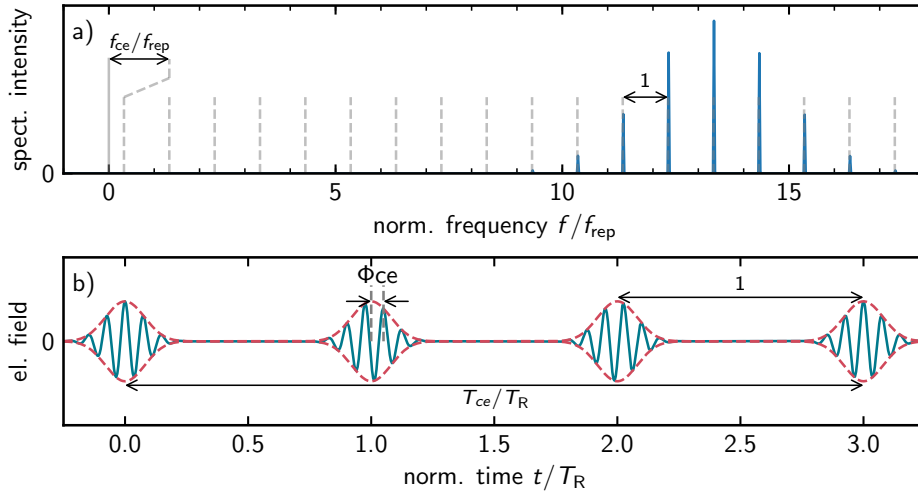 a)
f_ce/f_rep
1
spect. intensity
0
0 5 10 15
norm. frequency f/f_rep
b)
Φce
1
el. field
0
T_ce/T_R
0.0 0.5 1.0 1.5 2.0 2.5 3.0
norm. time t/T_R